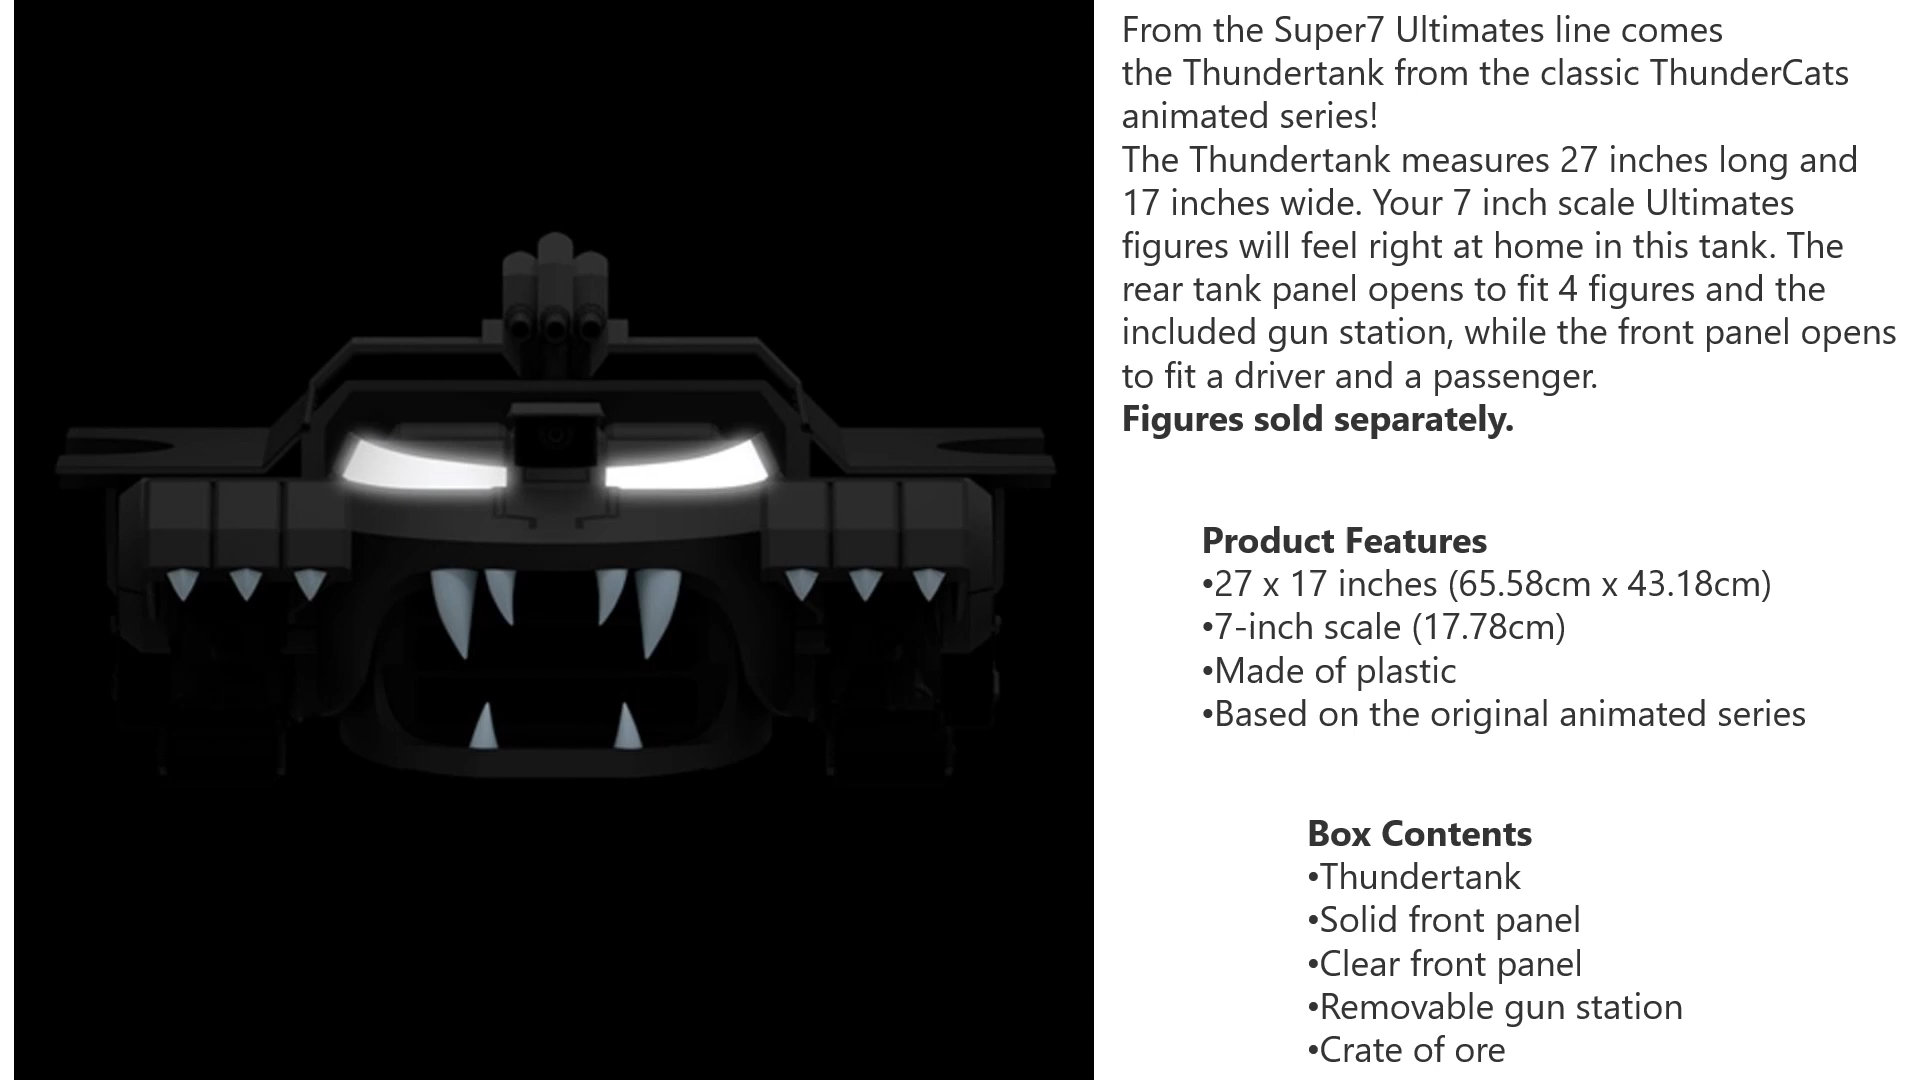 From the Super7 Ultimates line comes
the Thundertank from the classic ThunderCats
animated series!
The Thundertank measures 27 inches long and
17 inches wide. Your 7 inch scale Ultimates
figures will feel right at home in this tank. The
rear tank panel opens to fit 4 figures and the
included gun station, while the front panel opens
to fit a driver and a passenger.
Figures sold separately.
Product Features
•27 x 17 inches (65.58cm x 43.18cm)
•7-inch scale (17.78cm)
•Made of plastic
•Based on the original animated series
Box Contents
•Thundertank
•Solid front panel
•Clear front panel
•Removable gun station
•Crate of ore